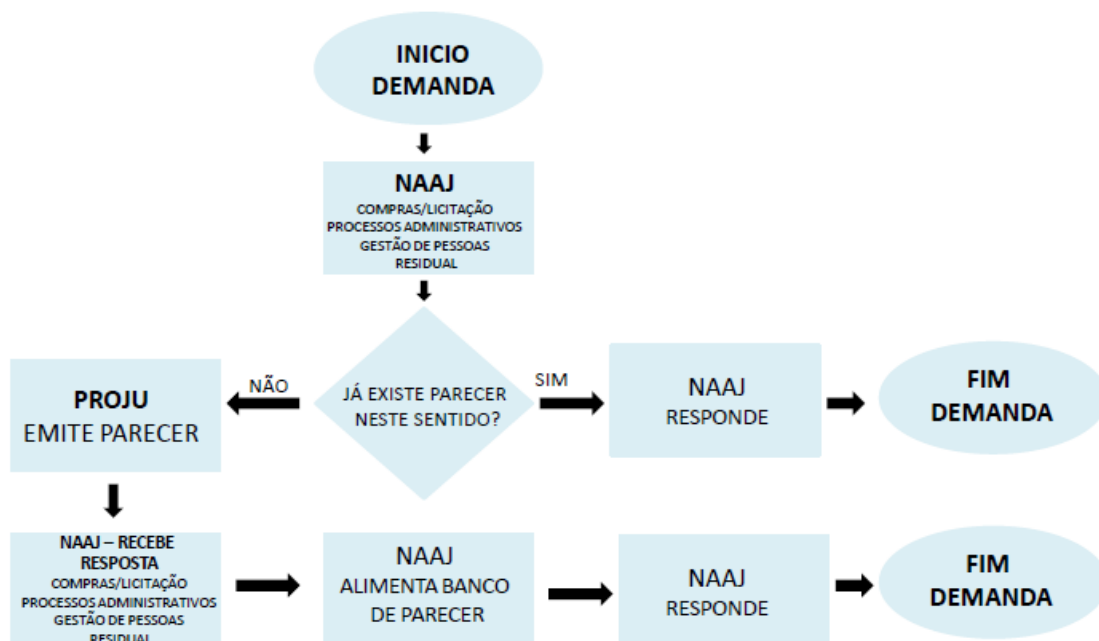 INICIO
DEMANDA
NAAJ
COMPRAS/LICITAÇÃO
PROCESSOS ADMINISTRATIVOS
GESTÃO DE PESSOAS
RESIDUAL
JÁ EXISTE PARECER
NESTE SENTIDO?
NÃO
SIM
PROJU
EMITE PARECER
NAAJ
RESPONDE
FIM
DEMANDA
NAAJ – RECEBE
RESPOSTA
COMPRAS/LICITAÇÃO
PROCESSOS ADMINISTRATIVOS
GESTÃO DE PESSOAS
RESIDUAL
NAAJ
ALIMENTA BANCO
DE PARECER
NAAJ
RESPONDE
FIM
DEMANDA